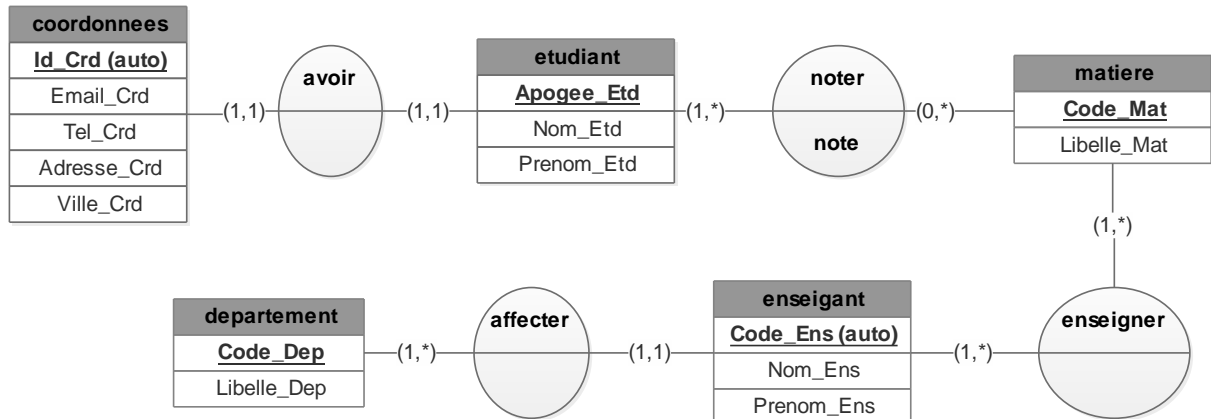 coordonnees
Id_Crd (auto)
Email_Crd
Tel_Crd
Adresse_Crd
Ville_Crd
(1,1)
avoir
(1,1)
etudiant
Apogee_Etd
Nom_Etd
Prenom_Etd
(1,*)
noter
note
(0,*)
matiere
Code_Mat
Libelle_Mat
(1,*)
departement
Code_Dep
Libelle_Dep
(1,*)
affecter
(1,1)
enseigant
Code_Ens (auto)
Nom_Ens
Prenom_Ens
(1,*)
enseigner